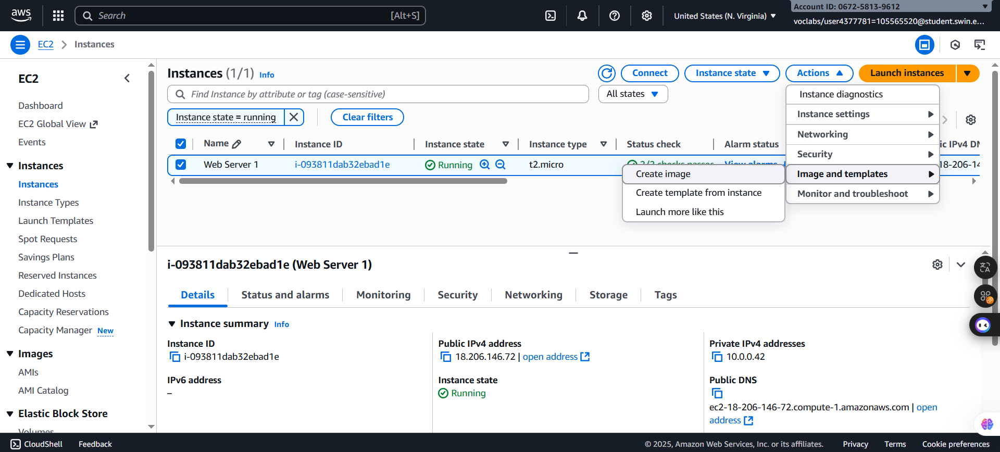 aws
Search [Alt+S]
United States (N. Virginia)
Account ID: 0672-5813-9612
voclabs/user4377781=105565520@student.swin.e...
EC2 Instances
EC2
Dashboard
EC2 Global View
Events
Instances
Instances
Instance Types
Launch Templates
Spot Requests
Savings Plans
Reserved Instances
Dedicated Hosts
Capacity Reservations
Capacity Manager New
Images
AMIs
AMI Catalog
Elastic Block Store
Volumes
Instances (1/1) Info
Connect
Instance state
Actions
Launch instances
Find Instance by attribute or tag (case-sensitive)
All states
Instance state = running
Clear filters
Name Instance ID Instance state Instance type Status check Alarm status
ic IPv4 DN
Web Server 1 i-093811dab32ebad1e Running t2.micro 2/2 checks passed View alarms
18-206-14
Instance diagnostics
Instance settings
Networking
Security
Image and templates
Monitor and troubleshoot
Create image
Create template from instance
Launch more like this
i-093811dab32ebad1e (Web Server 1)
Details Status and alarms Monitoring Security Networking Storage Tags
Instance summary Info
Instance ID
i-093811dab32ebad1e
IPv6 address
–
Public IPv4 address
18.206.146.72 | open address
Instance state
Running
Private IPv4 addresses
10.0.0.42
Public DNS
ec2-18-206-146-72.compute-1.amazonaws.com | open
address
CloudShell Feedback
© 2025, Amazon Web Services, Inc. or its affiliates. Privacy Terms Cookie preferences